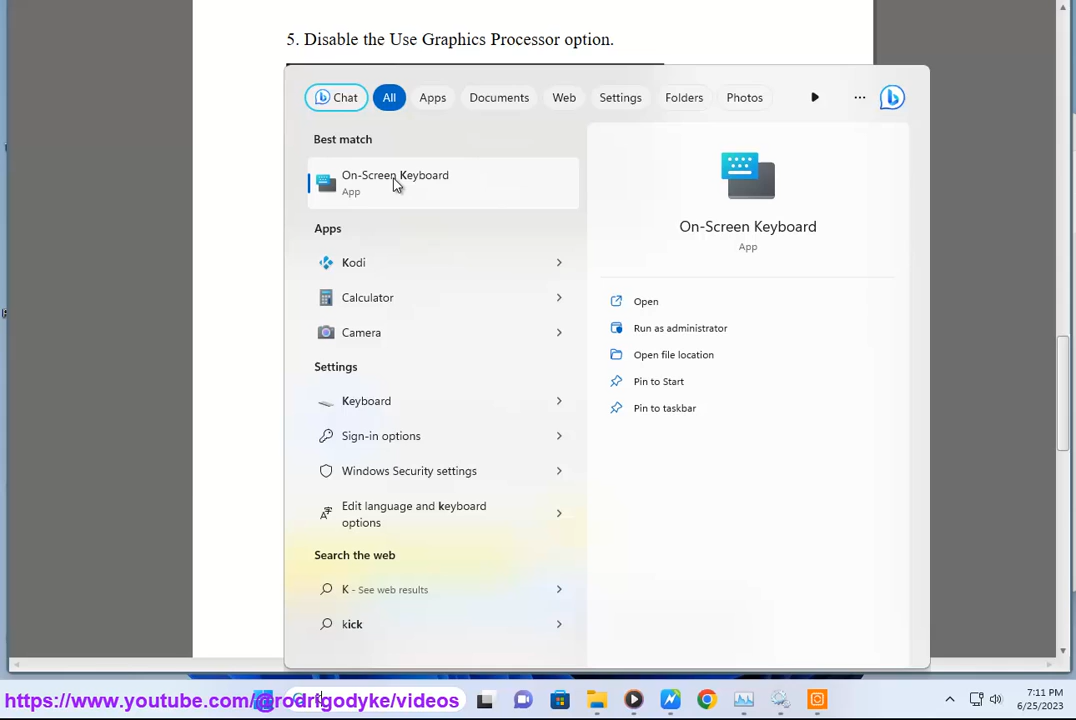 5. Disable the Use Graphics Processor option.
Chat
All
Apps
Documents
Web
Settings
Folders
Photos
Best match
On-Screen Keyboard
App
Apps
Kodi
Calculator
Camera
Settings
Keyboard
Sign-in options
Windows Security settings
Edit language and keyboard
options
Search the web
K - See web results
kick
On-Screen Keyboard
App
Open
Run as administrator
Open file location
Pin to Start
Pin to taskbar
https://www.youtube.com/@rodrigodyke/videos
7:11 PM
6/25/2023